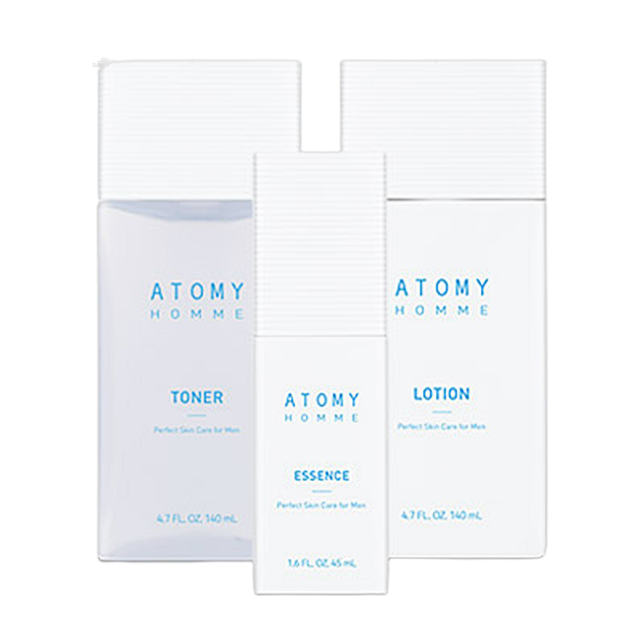 ATOMY
HOMME
TONER
Perfect Skin Care for Men
4.7 FL. OZ. 140 mL
ATOMY
HOMME
ESSENCE
Perfect Skin Care for Men
1.6 FL. OZ. 45 mL
ATOMY
HOMME
LOTION
Perfect Skin Care for Men
4.7 FL. OZ. 140 mL